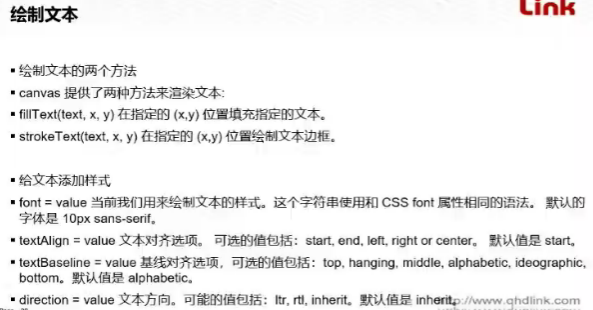 绘制文本
Link
▪ 绘制文本的两个方法
▪ canvas 提供了两种方法来渲染文本:
▪ fillText(text, x, y) 在指定的 (x,y) 位置填充指定的文本。
▪ strokeText(text, x, y) 在指定的 (x,y) 位置绘制文本边框。
▪ 给文本添加样式
▪ font = value 当前我们用来绘制文本的样式。这个字符串使用和 CSS font 属性相同的语法。 默认的
字体是 10px sans-serif。
▪ textAlign = value 文本对齐选项。 可选的值包括：start, end, left, right or center。 默认值是 start。
▪ textBaseline = value 基线对齐选项，可选的值包括：top, hanging, middle, alphabetic, ideographic,
bottom。默认值是 alphabetic。
▪ direction = value 文本方向。可能的值包括：ltr, rtl, inherit。默认值是 inherit。
http://www.qhdlink.com